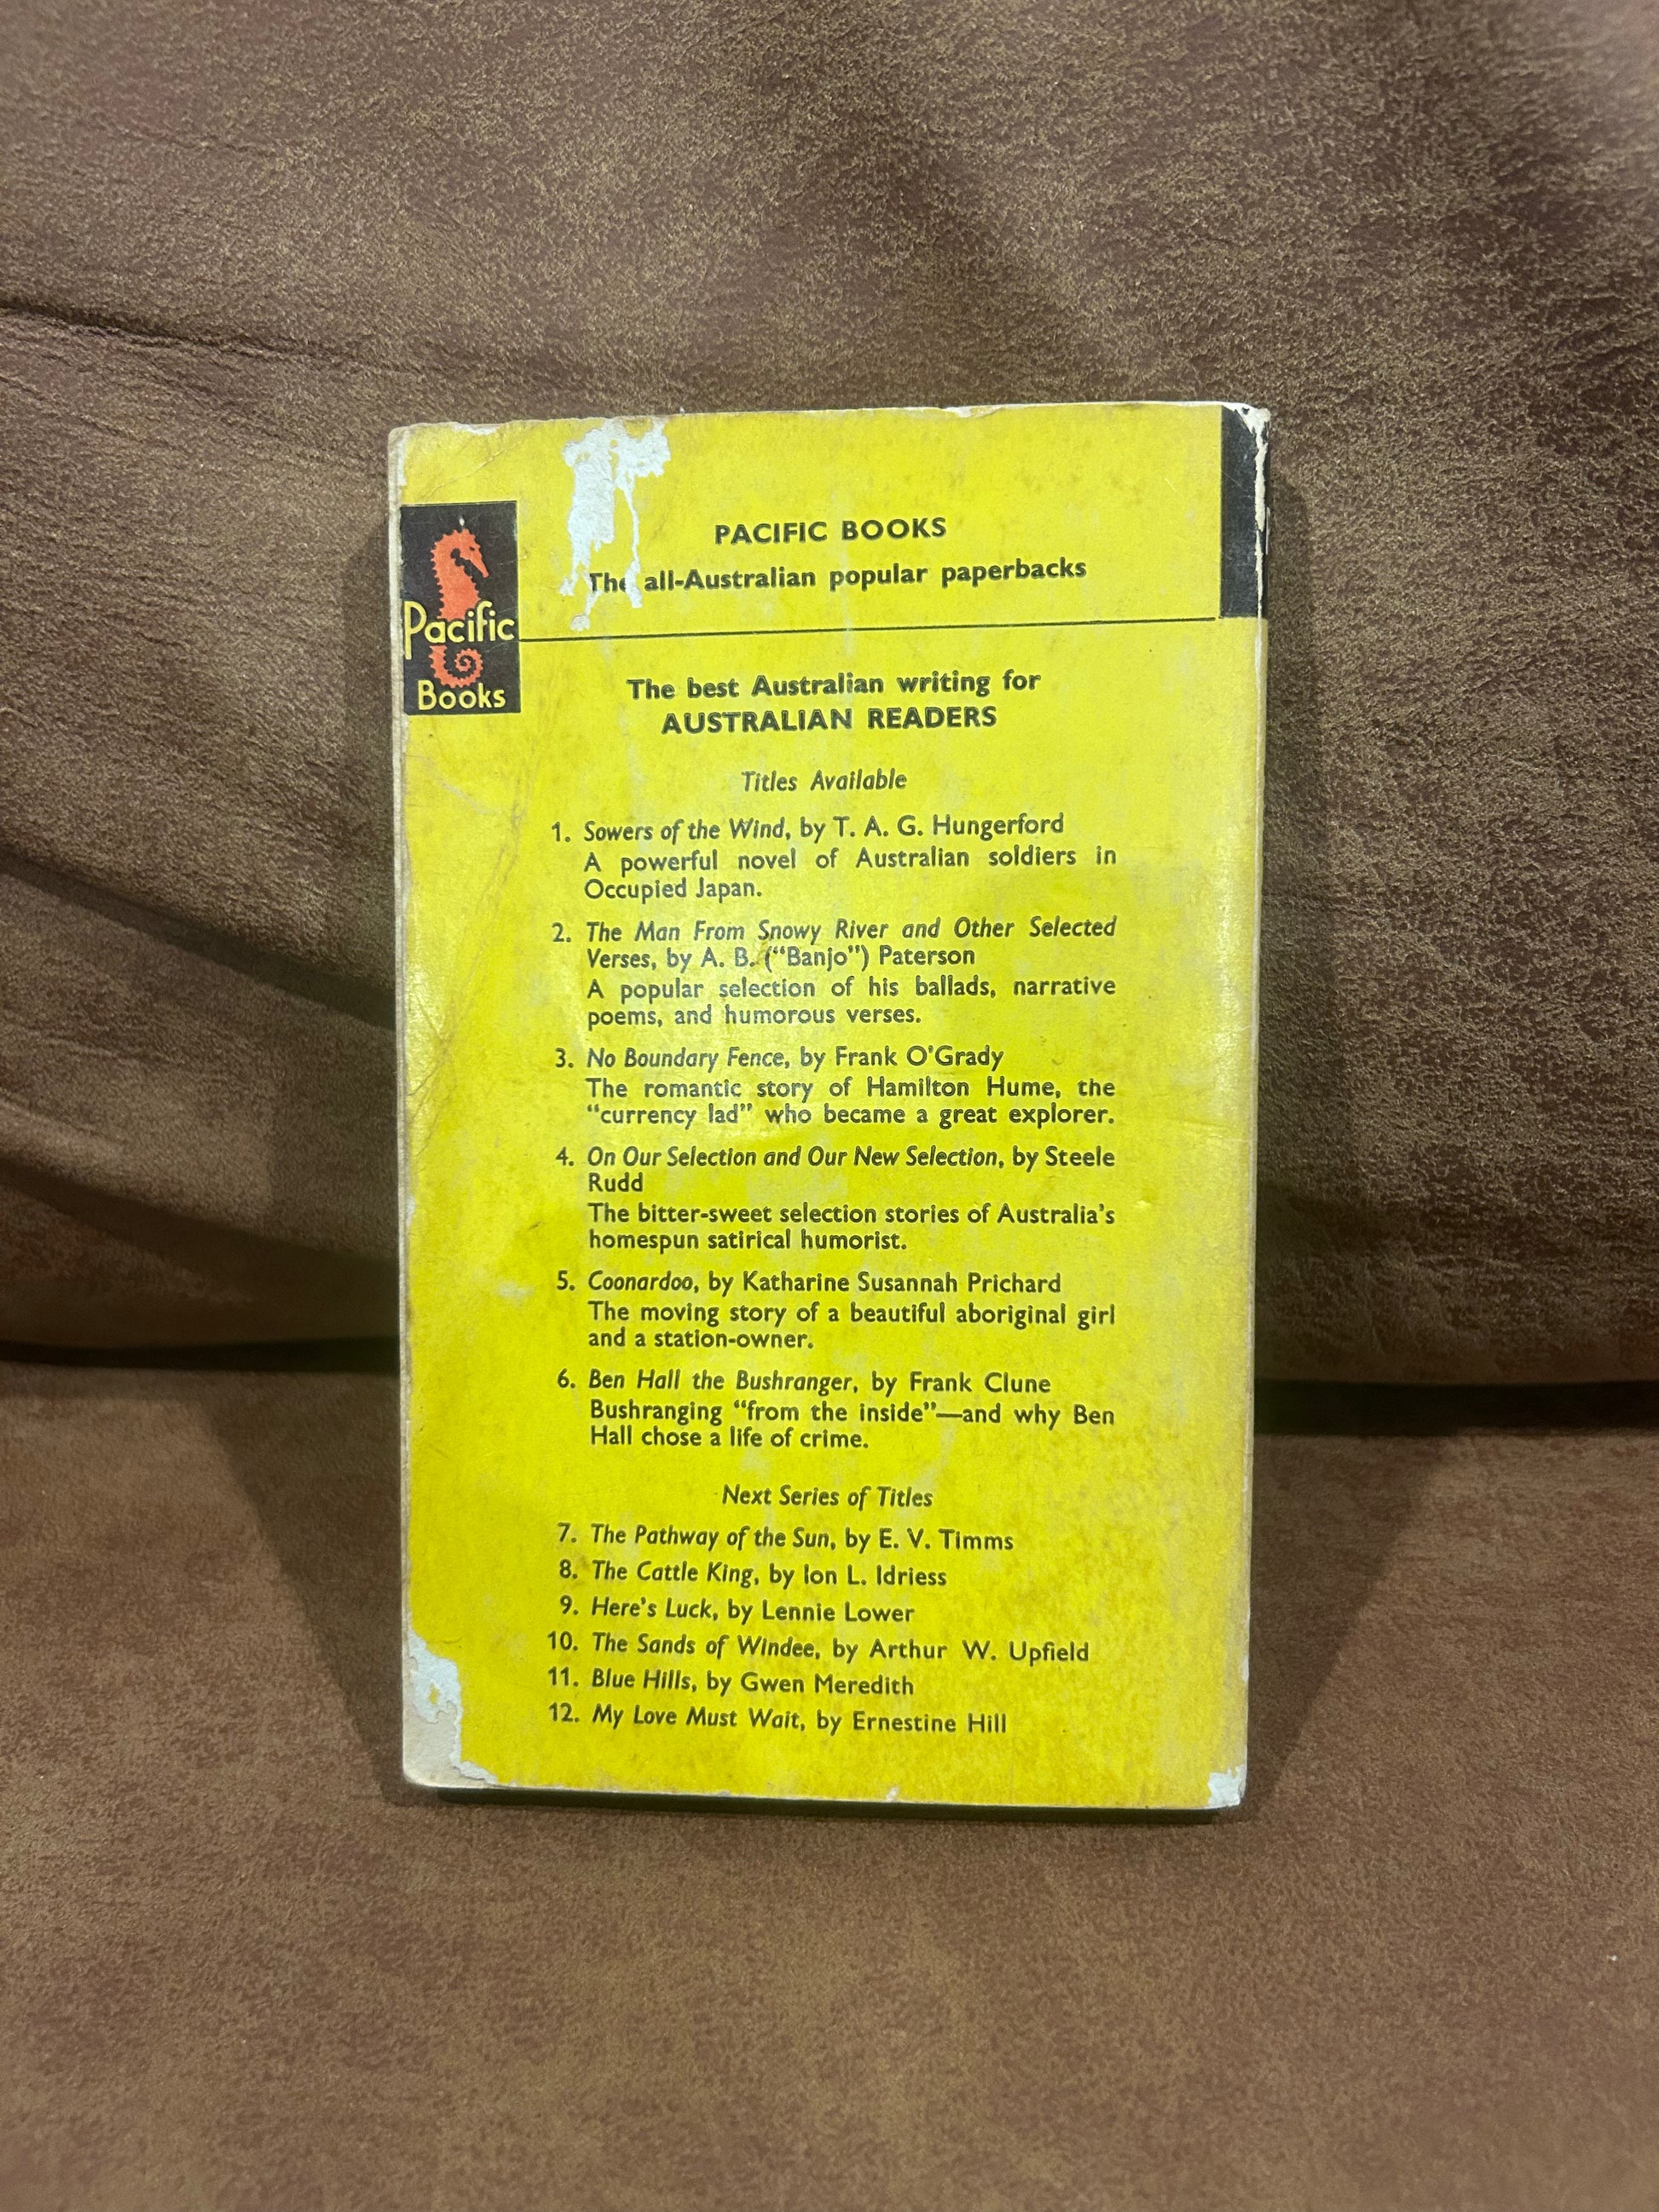 PACIFIC BOOKS
The all-Australian popular paperbacks
Pacific
Books
The best Australian writing for
AUSTRALIAN READERS
Titles Available
1. Sowers of the Wind, by T. A. G. Hungerford
A powerful novel of Australian soldiers in
Occupied Japan.
2. The Man From Snowy River and Other Selected
Verses, by A. B. (“Banjo”) Paterson
A popular selection of his ballads, narrative
poems, and humorous verses.
3. No Boundary Fence, by Frank O'Grady
The romantic story of Hamilton Hume, the
“currency lad” who became a great explorer.
4. On Our Selection and Our New Selection, by Steele
Rudd
The bitter-sweet selection stories of Australia's
homespun satirical humorist.
5. Coonardoo, by Katharine Susannah Prichard
The moving story of a beautiful aboriginal girl
and a station-owner.
6. Ben Hall the Bushranger, by Frank Clune
Bushranging “from the inside”—and why Ben
Hall chose a life of crime.
Next Series of Titles
7. The Pathway of the Sun, by E. V. Timms
8. The Cattle King, by Ion L. Idriess
9. Here's Luck, by Lennie Lower
10. The Sands of Windee, by Arthur W. Upfield
11. Blue Hills, by Gwen Meredith
12. My Love Must Wait, by Ernestine Hill